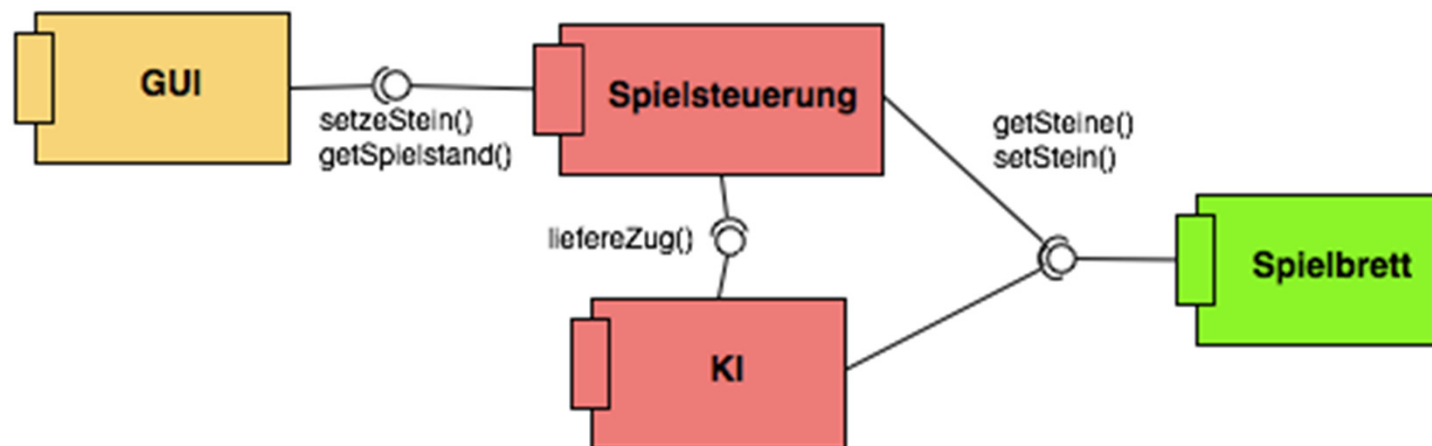 GUI
setzeStein()
getSpielstand()
Spielsteuerung
getSteine()
setStein()
liefereZug()
Spielbrett
KI